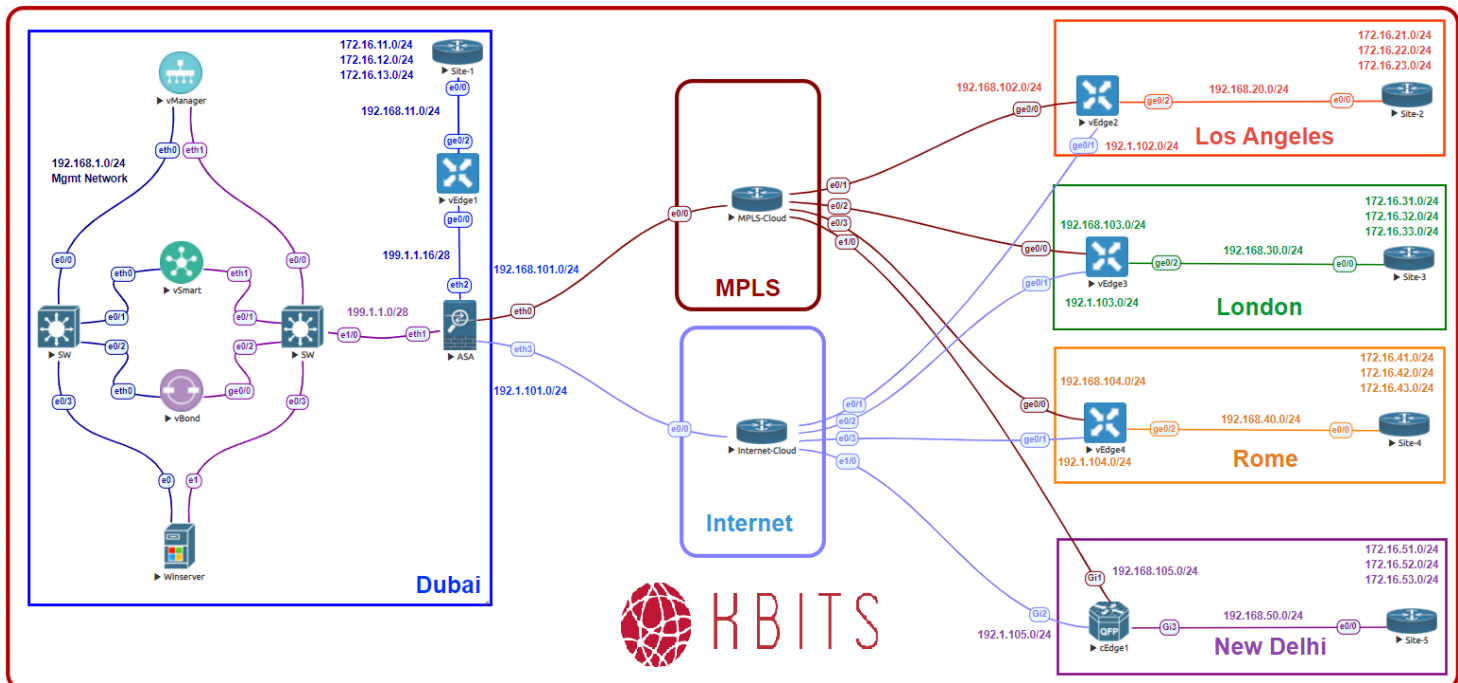 172.16.11.0/24
172.16.12.0/24
172.16.13.0/24
Site-1
e0/0
192.168.11.0/24
ge0/2
vEdge1
ge0/0
199.1.1.16/28
eth2
vManager
eth0
eth1
192.168.1.0/24
Mgmt Network
e0/0
e0/0
eth0
vSmart
eth1
e0/1
e0/1
SW
SW
e0/2
e0/2
eth0
vBond
ge0/0
e0/3
e0/3
199.1.1.0/28
e1/0
eth1
ASA
192.168.101.0/24
eth0
eth3
192.1.101.0/24
e0
e1
Winserver
Dubai
e0/0
MPLS-Cloud
e0/1
e0/2
e0/3
e1/0
MPLS
e0/0
Internet-Cloud
e0/1
e0/2
e0/3
e1/0
Internet
KBITS
192.168.102.0/24
ge0/0
vEdge2
ge0/1
192.1.102.0/24
ge0/2
192.168.20.0/24
e0/0
Site-2
172.16.21.0/24
172.16.22.0/24
172.16.23.0/24
Los Angeles
192.168.103.0/24
ge0/0
vEdge3
ge0/1
192.1.103.0/24
ge0/2
192.168.30.0/24
e0/0
Site-3
172.16.31.0/24
172.16.32.0/24
172.16.33.0/24
London
192.168.104.0/24
ge0/0
vEdge4
ge0/1
192.1.104.0/24
ge0/2
192.168.40.0/24
e0/0
Site-4
172.16.41.0/24
172.16.42.0/24
172.16.43.0/24
Rome
Gi1
192.168.105.0/24
Gi2
192.1.105.0/24
QFP
cEdge1
Gi3
192.168.50.0/24
e0/0
Site-5
172.16.51.0/24
172.16.52.0/24
172.16.53.0/24
New Delhi